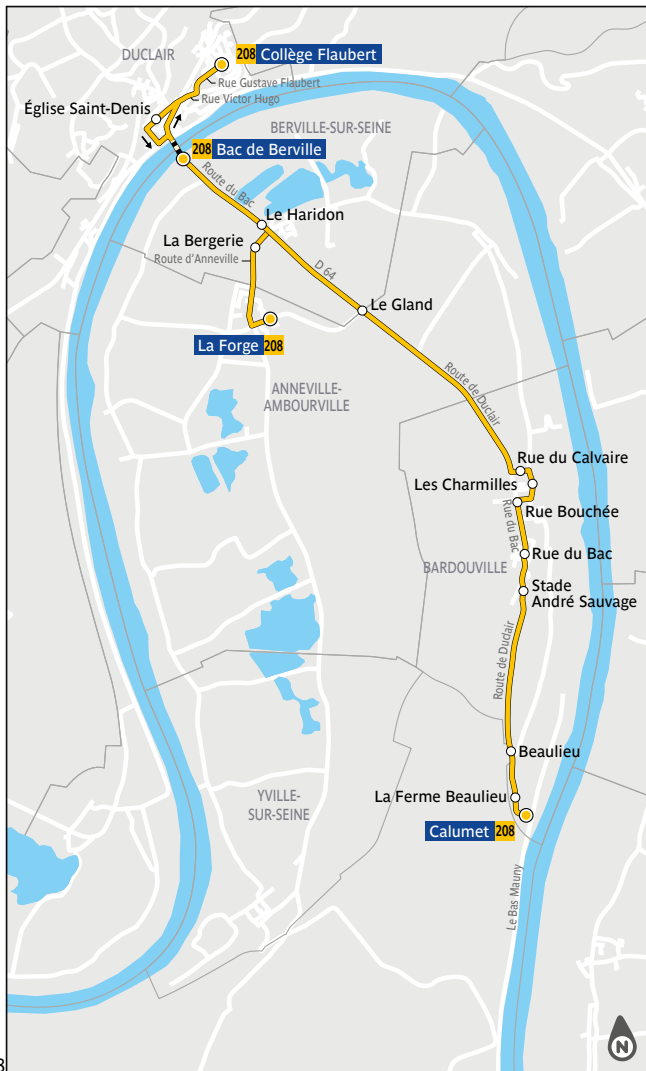 DUCLAIR
208 Collège Flaubert
Rue Gustave Flaubert
Rue Victor Hugo
Église Saint-Denis
BERVILLE-SUR-SEINE
208 Bac de Berville
Route du Bac
Le Haridon
La Bergerie
Route d'Anneville
D 64
Le Gland
La Forge 208
Route de Duclair
ANNEVILLE-
AMBOURVILLE
Rue du Calvaire
Les Charmilles
Rue Bouchée
Rue du Bac
Rue du Bac
BARDOUVILLE
Stade
André Sauvage
Route de Duclair
Beaulieu
La Ferme Beaulieu
YVILLE-
SUR-SEINE
Calumet 208
Le Bas Mauny
N